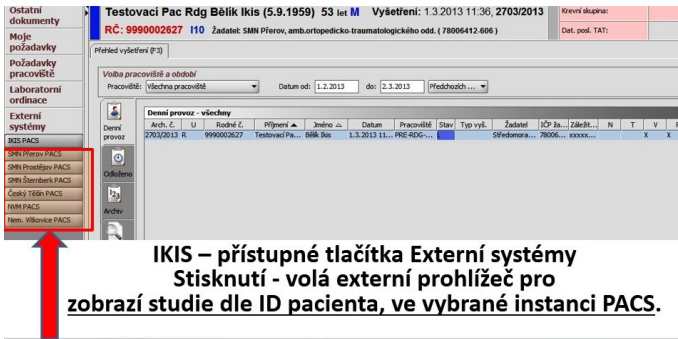 Ostatní
dokumenty
Moje
požadavky
Požadavky
pracoviště
Laboratorní
ordinace
Externí
systémy
IKIS PACS
SMN Přerov PACS
SMN Prostějov PACS
SMN Šternberk PACS
Český Těšín PACS
NVM PACS
Nem. Vítkovice PACS
Testovací Pac Rdg Bělik Ikis (5.9.1959) 53 let M Vyšetření: 1.3.2013 11:36, 2703/2013
RČ: 9990002627 I10 Žadatel: SMN Přerov, amb.ortopedicko-traumatologického odd. ( 78006412-606 )
Krevní skupina:
Dat. posl. TAT:
Přehled vyšetření (F3)
Volba pracoviště a období
Pracoviště: Všechna pracoviště Datum od: 1.2.2013 do: 2.3.2013 Předchozích ...
Denní
provoz
Odloženo
Archiv
Denní provoz - všechny
Arch. č. U Rodné č. Příjmení Jméno Datum Pracoviště Stav Typ vyš. Žadatel IČP ža... Záležit... N T V
2703/2013 R 9990002627 Testovací Pa... Bělik Ikis 1.3.2013 11... PRE-RDG-... Středomora... 78006... xxxxx... X X
IKIS – přístupné tlačítka Externí systémy
Stisknutí - volá externí prohlížeč pro
zobrazí studie dle ID pacienta, ve vybrané instanci PACS.